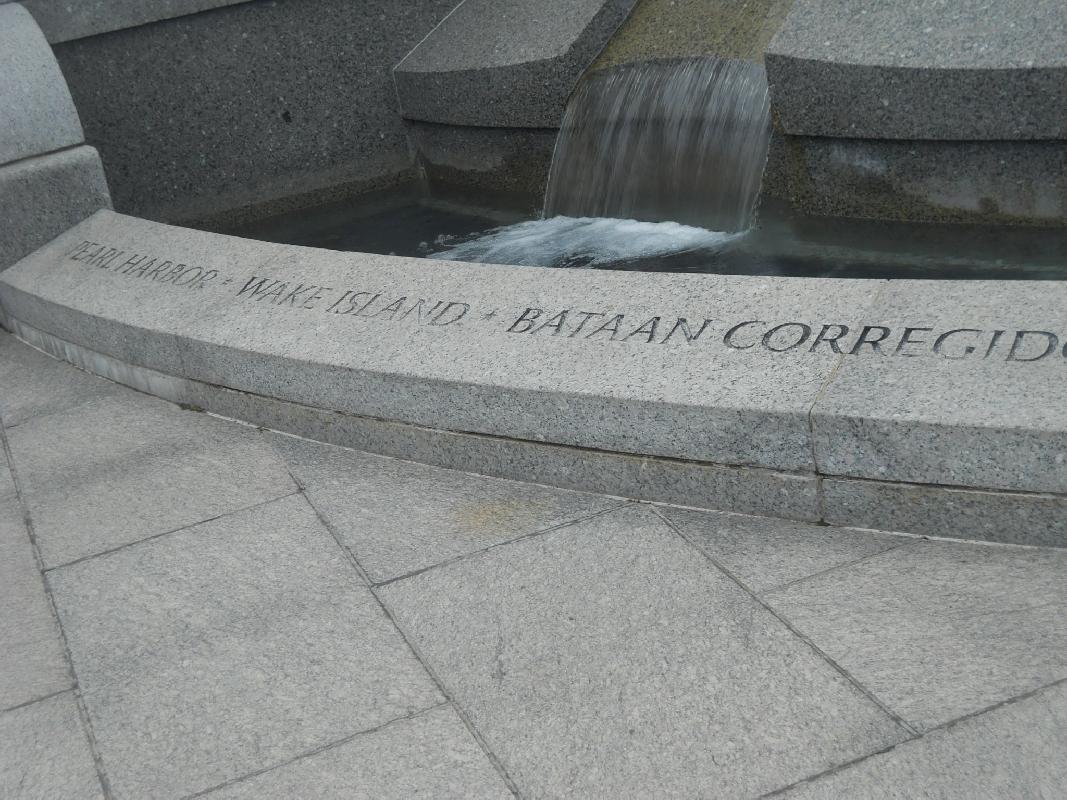 PEARL HARBOR * WAKE ISLAND * BATAAN CORREGIDO